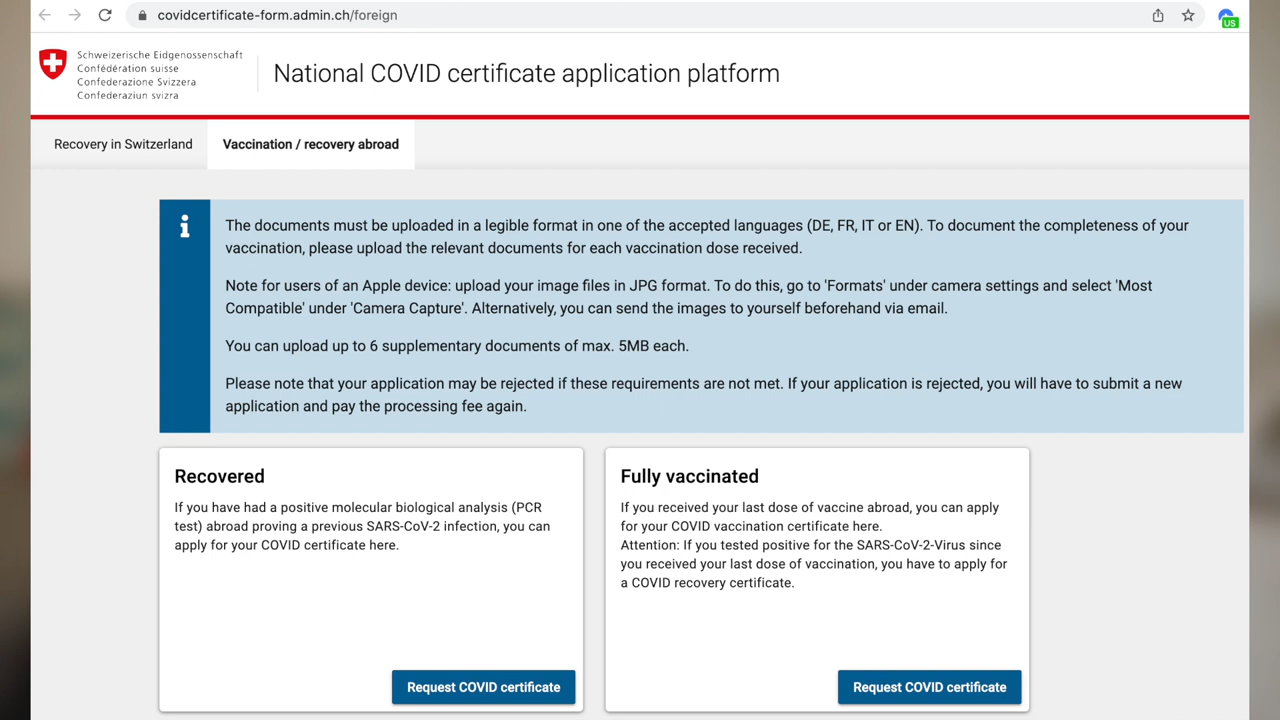 covidcertificate-form.admin.ch/foreign
US
Schweizerische Eidgenossenschaft
Confédération suisse
Confederazione Svizzera
Confederaziun svizra
National COVID certificate application platform
Recovery in Switzerland
Vaccination / recovery abroad
The documents must be uploaded in a legible format in one of the accepted languages (DE, FR, IT or EN). To document the completeness of your
vaccination, please upload the relevant documents for each vaccination dose received.
Note for users of an Apple device: upload your image files in JPG format. To do this, go to 'Formats' under camera settings and select 'Most
Compatible' under 'Camera Capture'. Alternatively, you can send the images to yourself beforehand via email.
You can upload up to 6 supplementary documents of max. 5MB each.
Please note that your application may be rejected if these requirements are not met. If your application is rejected, you will have to submit a new
application and pay the processing fee again.
Recovered
If you have had a positive molecular biological analysis (PCR
test) abroad proving a previous SARS-CoV-2 infection, you can
apply for your COVID certificate here.
Request COVID certificate
Fully vaccinated
If you received your last dose of vaccine abroad, you can apply
for your COVID vaccination certificate here.
Attention: If you tested positive for the SARS-CoV-2-Virus since
you received your last dose of vaccination, you have to apply for
a COVID recovery certificate.
Request COVID certificate